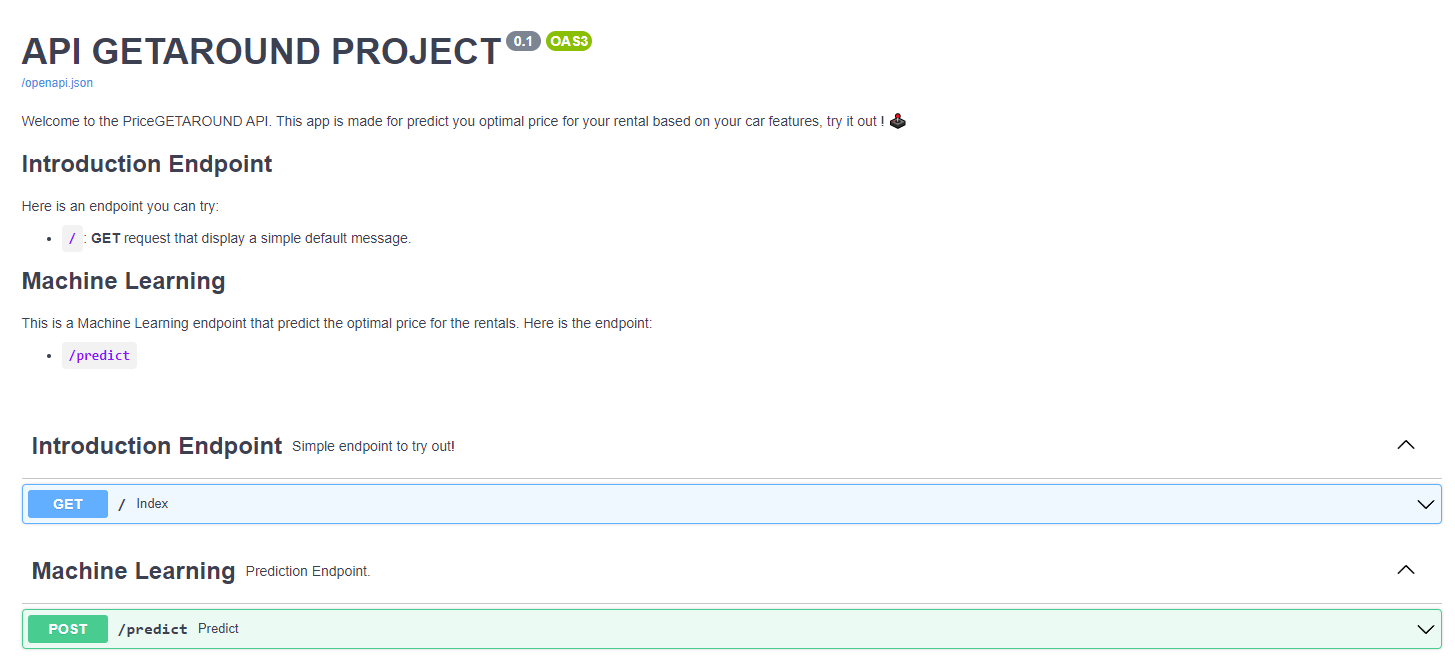 API GETAROUND PROJECT 0.1 OAS3
/openapi.json
Welcome to the PriceGETAROUND API. This app is made for predict you optimal price for your rental based on your car features, try it out ! 🕹️
Introduction Endpoint
Here is an endpoint you can try:
• / : GET request that display a simple default message.
Machine Learning
This is a Machine Learning endpoint that predict the optimal price for the rentals. Here is the endpoint:
• /predict
Introduction Endpoint Simple endpoint to try out!
GET / Index
Machine Learning Prediction Endpoint.
POST /predict Predict